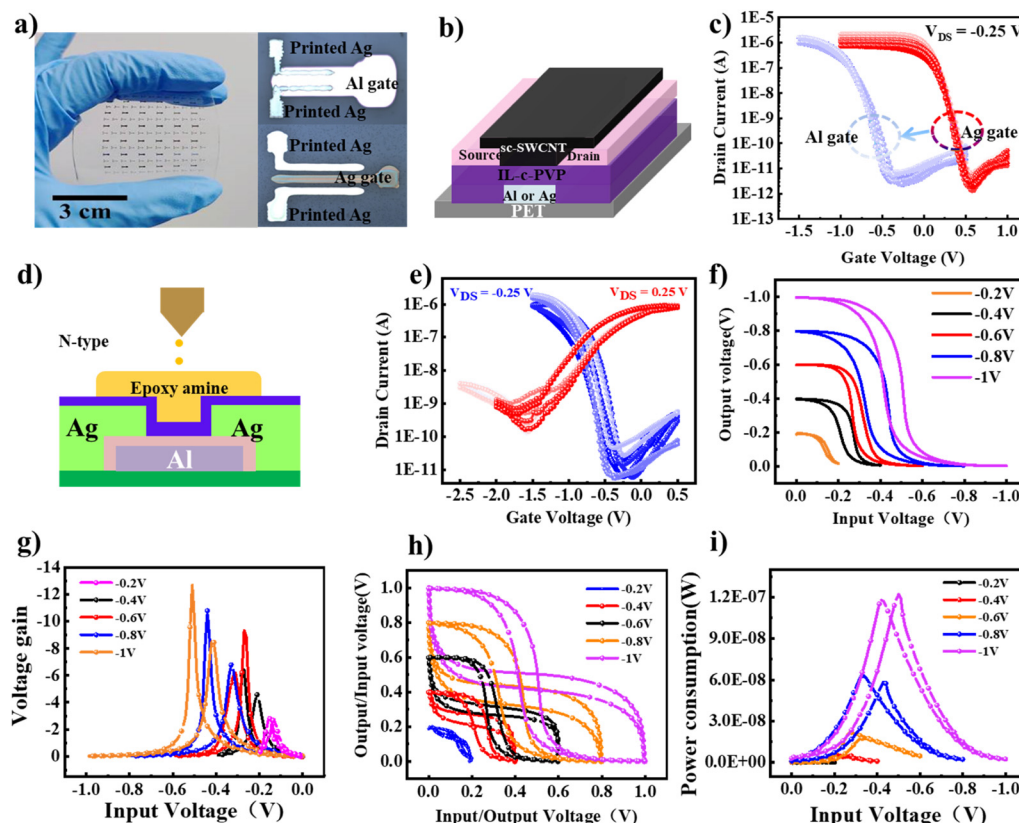 a)
Printed Ag
Al gate
Printed Ag
Printed Ag
Ag gate
Printed Ag
3 cm
b)
sc-SWCNT
Source Drain
IL-c-PVP
Al or Ag
PET
c)
V_DS = -0.25 V
Al gate
Ag gate
Drain Current (A)
1E-5
1E-6
1E-7
1E-8
1E-9
1E-10
1E-11
1E-12
1E-13
-1.5 -1.0 -0.5 0.0 0.5 1.0
Gate Voltage (V)
d)
N-type
Epoxy amine
Ag Ag
Al
e)
V_DS = -0.25 V V_DS = 0.25 V
Drain Current (A)
1E-6
1E-7
1E-8
1E-9
1E-10
1E-11
-2.5 -2.0 -1.5 -1.0 -0.5 0.0 0.5
Gate Voltage (V)
f)
-0.2V
-0.4V
-0.6V
-0.8V
-1V
Output voltage(V)
-1.0
-0.8
-0.6
-0.4
-0.2
0.0
0.0 -0.2 -0.4 -0.6 -0.8 -1.0
Input Voltage (V)
g)
-0.2V
-0.4V
-0.6V
-0.8V
-1V
Voltage gain
-14
-12
-10
-8
-6
-4
-2
0
-1.0 -0.8 -0.6 -0.4 -0.2 0.0
Input Voltage (V)
h)
-0.2V
-0.4V
-0.6V
-0.8V
-1V
Output/Input voltage(V)
1.0
0.8
0.6
0.4
0.2
0.0
0.0 0.2 0.4 0.6 0.8 1.0
Input/Output Voltage (V)
i)
-0.2V
-0.4V
-0.6V
-0.8V
-1V
Power consumption(W)
1.2E-07
9.0E-08
6.0E-08
3.0E-08
0.0E+00
0.0 -0.2 -0.4 -0.6 -0.8 -1.0
Input Voltage (V)